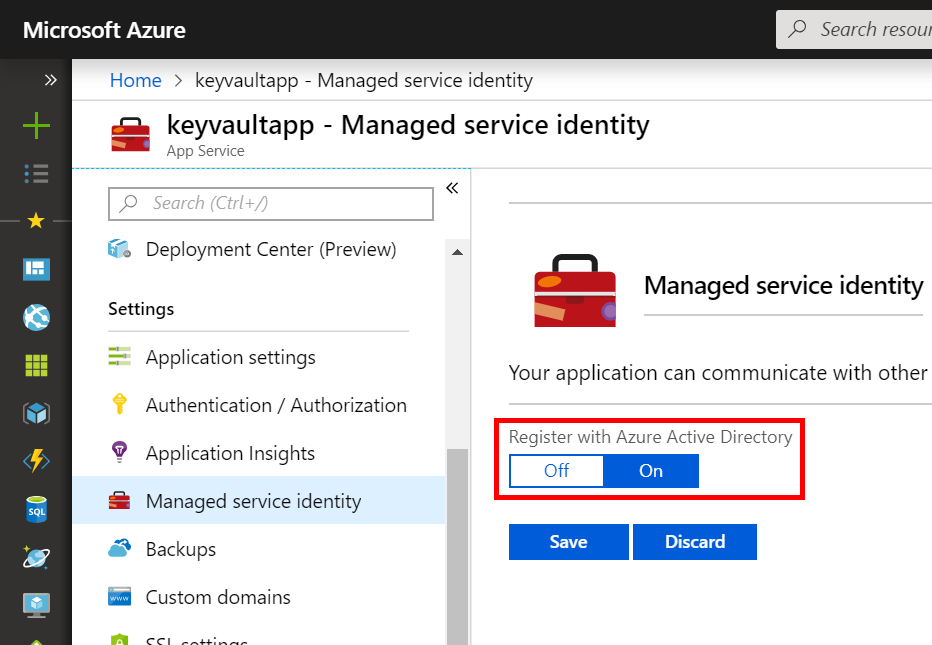 Microsoft Azure
Search resour
Home > keyvaultapp - Managed service identity
keyvaultapp - Managed service identity
App Service
Search (Ctrl+/)
Deployment Center (Preview)
Settings
Application settings
Authentication / Authorization
Application Insights
Managed service identity
Backups
Custom domains
SSL settings
Managed service identity
Your application can communicate with other
Register with Azure Active Directory
Off On
Save Discard
SQL
www